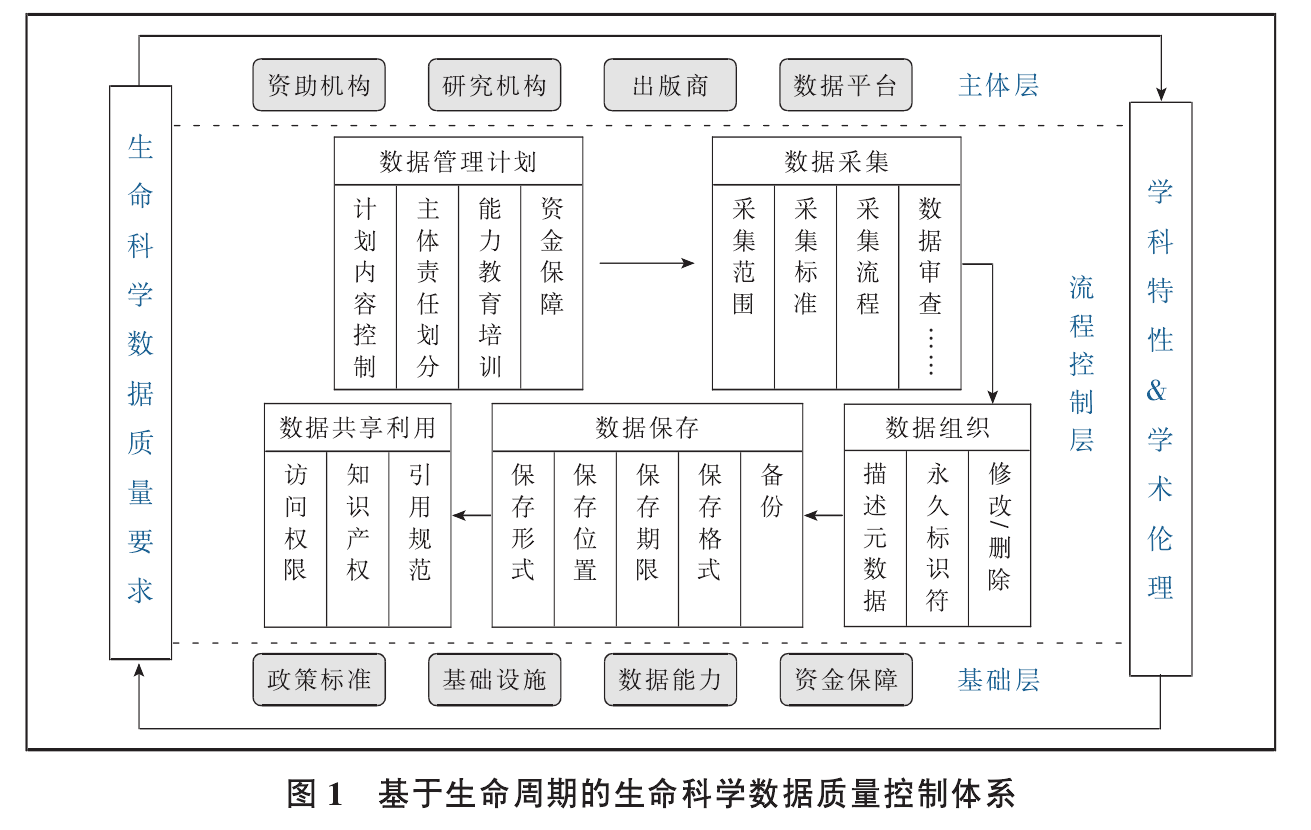 资助机构 研究机构 出版商 数据平台 主体层
生命科学数据质量要求
数据管理计划
计划内容控制
主体责任划分
能力教育培训
资金保障
数据采集
采集范围
采集标准
采集流程
数据审查……
流程控制层
学科特性&学术伦理
数据共享利用
访问权限
知识产权
引用规范
数据保存
保存形式
保存位置
保存期限
保存格式
备份
数据组织
描述元数据
永久标识符
修改/删除
政策标准 基础设施 数据能力 资金保障 基础层
图 1 基于生命周期的生命科学数据质量控制体系